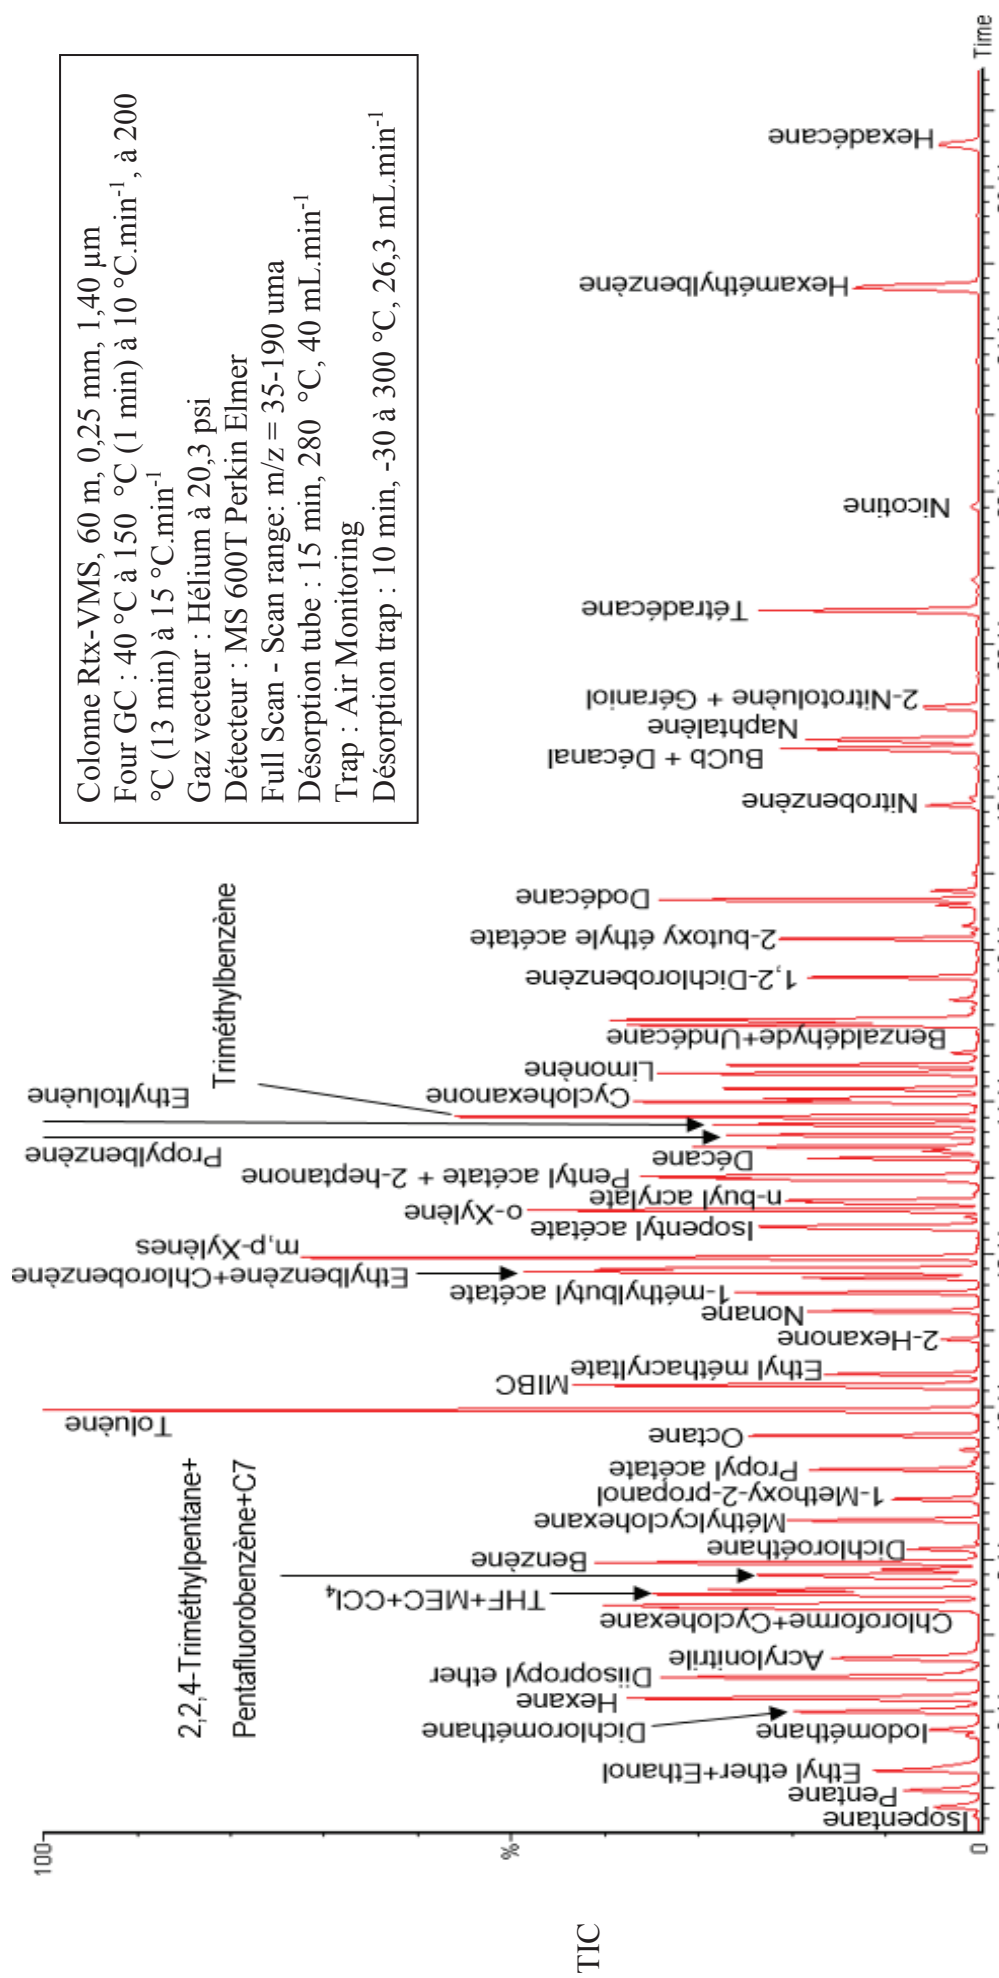 Colonne Rtx-VMS, 60 m, 0,25 mm, 1,40 µm
Four GC : 40 °C à 150 °C (1 min) à 10 °C.min⁻¹, à 200
°C (13 min) à 15 °C.min⁻¹
Gaz vecteur : Hélium à 20,3 psi
Détecteur : MS 600T Perkin Elmer
Full Scan - Scan range: m/z = 35-190 uma
Désorption tube : 15 min, 280 °C, 40 mL.min⁻¹
Trap : Air Monitoring
Désorption trap : 10 min, -30 à 300 °C, 26,3 mL.min⁻¹
TIC
100
%
0
Isopentane
Pentane
Ethyl ether+Ethanol
Iodométhane
Dichlorométhane
Hexane
Diisopropyl ether
Acrylonitrile
Chloroforme+Cyclohexane
THF+MEC+CCl₄
2,2,4-Triméthylpentane+
Pentafluorobenzène+C7
Benzène
Dichloroéthane
Méthylcyclohexane
1-Methoxy-2-propanol
Propyl acétate
Octane
Toluène
MIBC
Ethyl méthacryltate
2-Hexanone
Nonane
1-méthylbutyl acétate
Ethylbenzène+Chlorobenzène
m,p-Xylènes
Isopentyl acétate
o-Xylène
n-buyl acrylate
Pentyl acétate + 2-heptanone
Décane
Propylbenzène
Ethyltoluène
Triméthylbenzène
Cyclohexanone
Limonène
Benzaldéhyde+Undécane
1,2-Dichlorobenzène
2-butoxy éthyle acétate
Dodécane
Nitrobenzène
BuCb + Décanal
Naphtalène
2-Nitrotoluène + Géraniol
Tétradécane
Nicotine
Hexaméthylbenzène
Hexadécane
Time